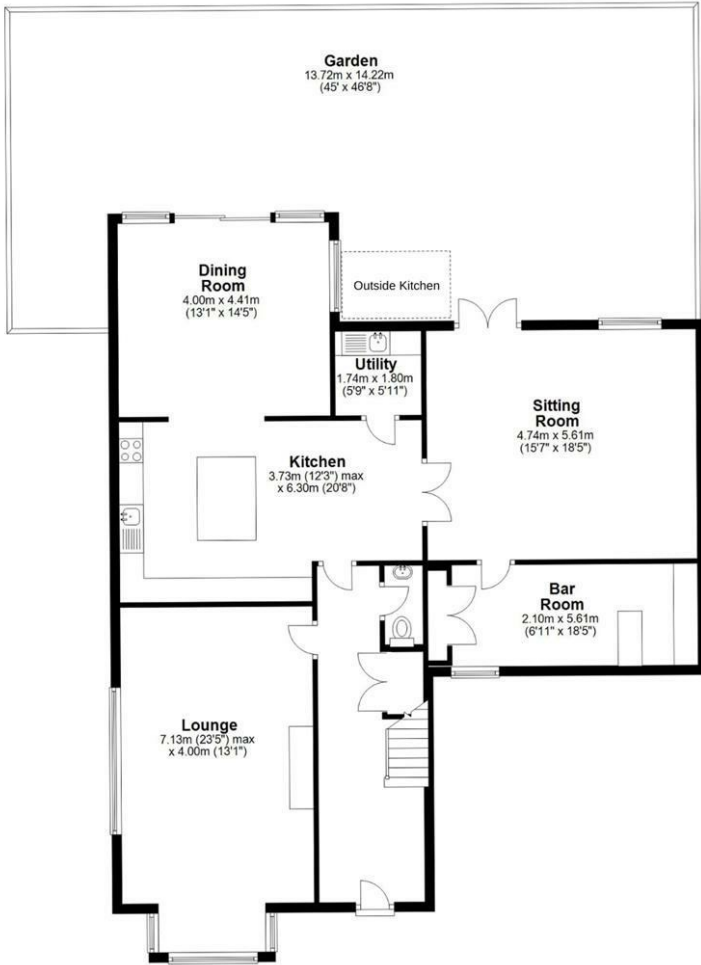 Garden
13.72m x 14.22m
(45' x 46'8")
Dining
Room
4.00m x 4.41m
(13'1" x 14'5")
Outside Kitchen
Utility
1.74m x 1.80m
(5'9" x 5'11")
Sitting
Room
4.74m x 5.61m
(15'7" x 18'5")
Kitchen
3.73m (12'3") max
x 6.30m (20'8")
Bar
Room
2.10m x 5.61m
(6'11" x 18'5")
Lounge
7.13m (23'5") max
x 4.00m (13'1")